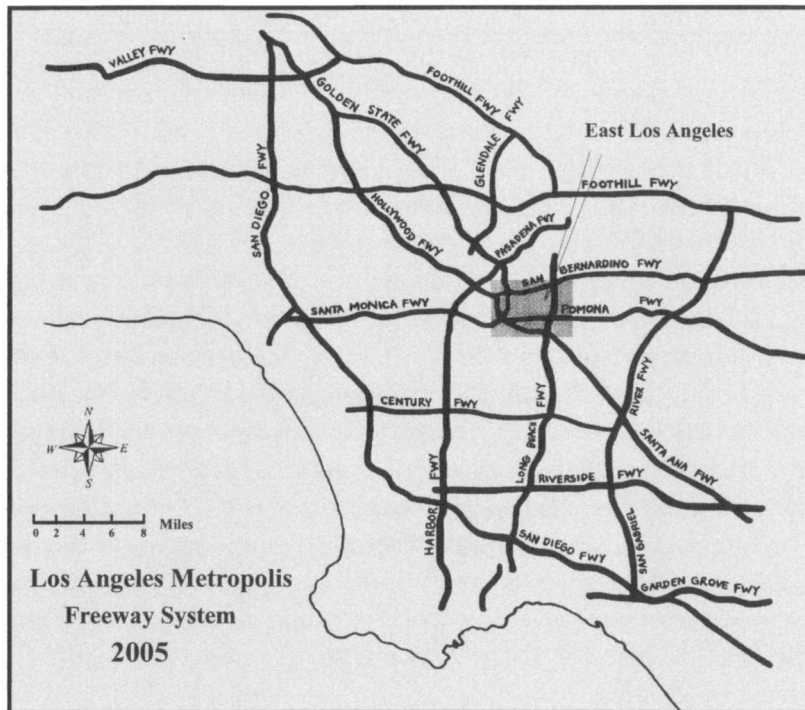 VALLEY FWY
FOOTHILL FWY
GOLDEN STATE FWY
GLENDALE FWY
East Los Angeles
SAN DIEGO FWY
HOLLYWOOD FWY
FOOTHILL FWY
PASADENA FWY
SAN BERNARDINO FWY
SANTA MONICA FWY
POMONA FWY
CENTURY FWY
LONG BEACH FWY
RIVER FWY
SANTA ANA FWY
N
W E
S
HARBOR FWY
RIVERSIDE FWY
0 2 4 8 Miles
SAN DIEGO FWY
SAN GABRIEL
GARDEN GROVE FWY
Los Angeles Metropolis
Freeway System
2005